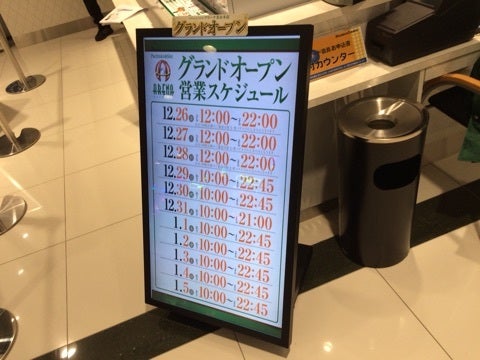 グランドオープン
ARENA
グランドオープン
営業スケジュール
12.26 12:00~22:00
12.27 12:00~22:00
12.28 12:00~22:00
12.29 10:00~22:45
12.30 10:00~22:45
12.31 10:00~21:00
1.1 10:00~22:45
1.2 10:00~22:45
1.3 10:00~22:45
1.4 10:00~22:45
1.5 10:00~22:45
カウンター